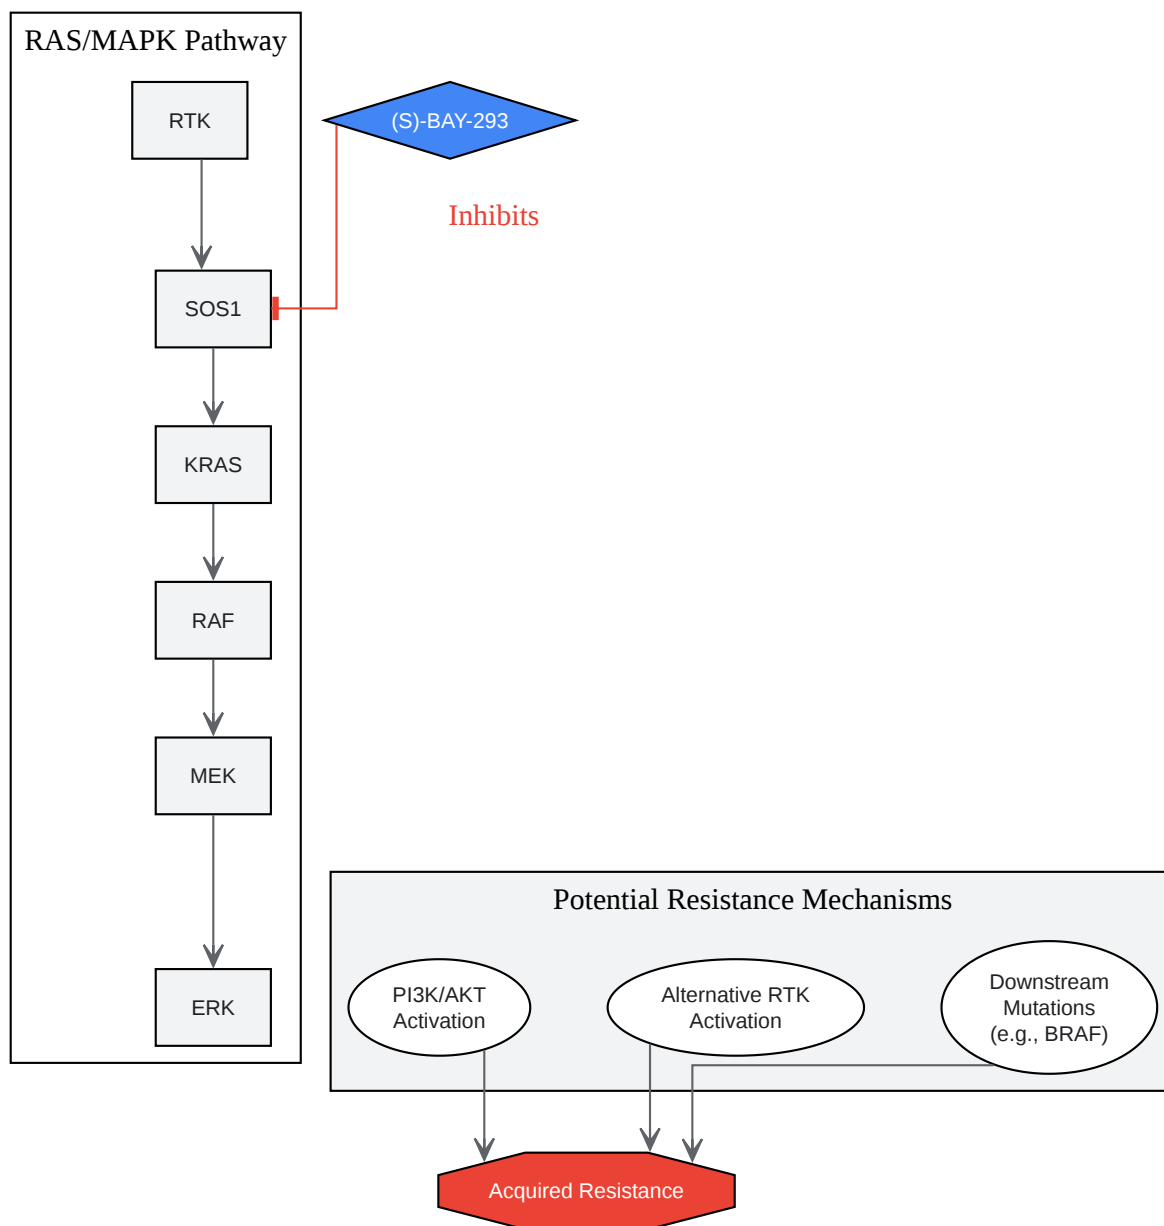 RAS/MAPK Pathway
RTK
(S)-BAY-293
Inhibits
SOS1
KRAS
RAF
MEK
ERK
Potential Resistance Mechanisms
PI3K/AKT
Activation
Alternative RTK
Activation
Downstream
Mutations
(e.g., BRAF)
Acquired Resistance